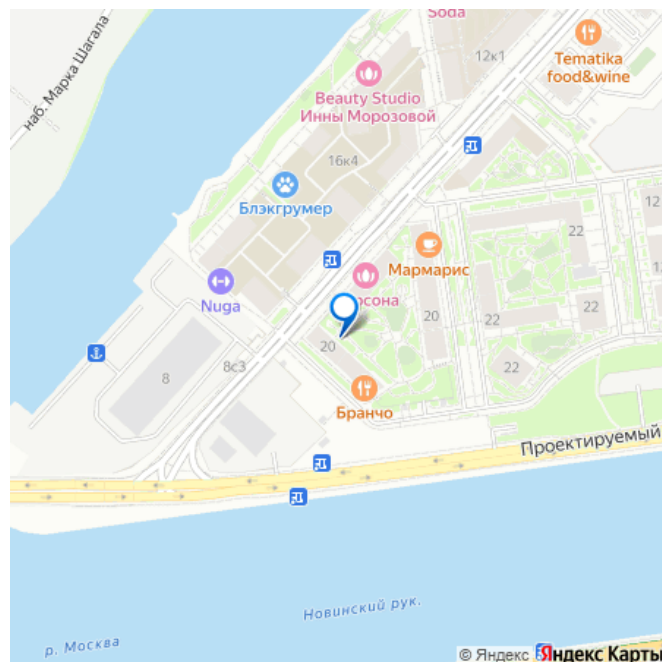 Soda
12к1
Tematika
food&wine
наб. Марка Шагала
Beauty Studio
Инны Морозовой
16к4
Блэкгрумер
12
22
Мармарис
Nuga
22
20
22
20
8с3
22
8
Бранчо
Проектируемый
Новинский рук.
р. Москва
© Яндекс
Яндекс Карты